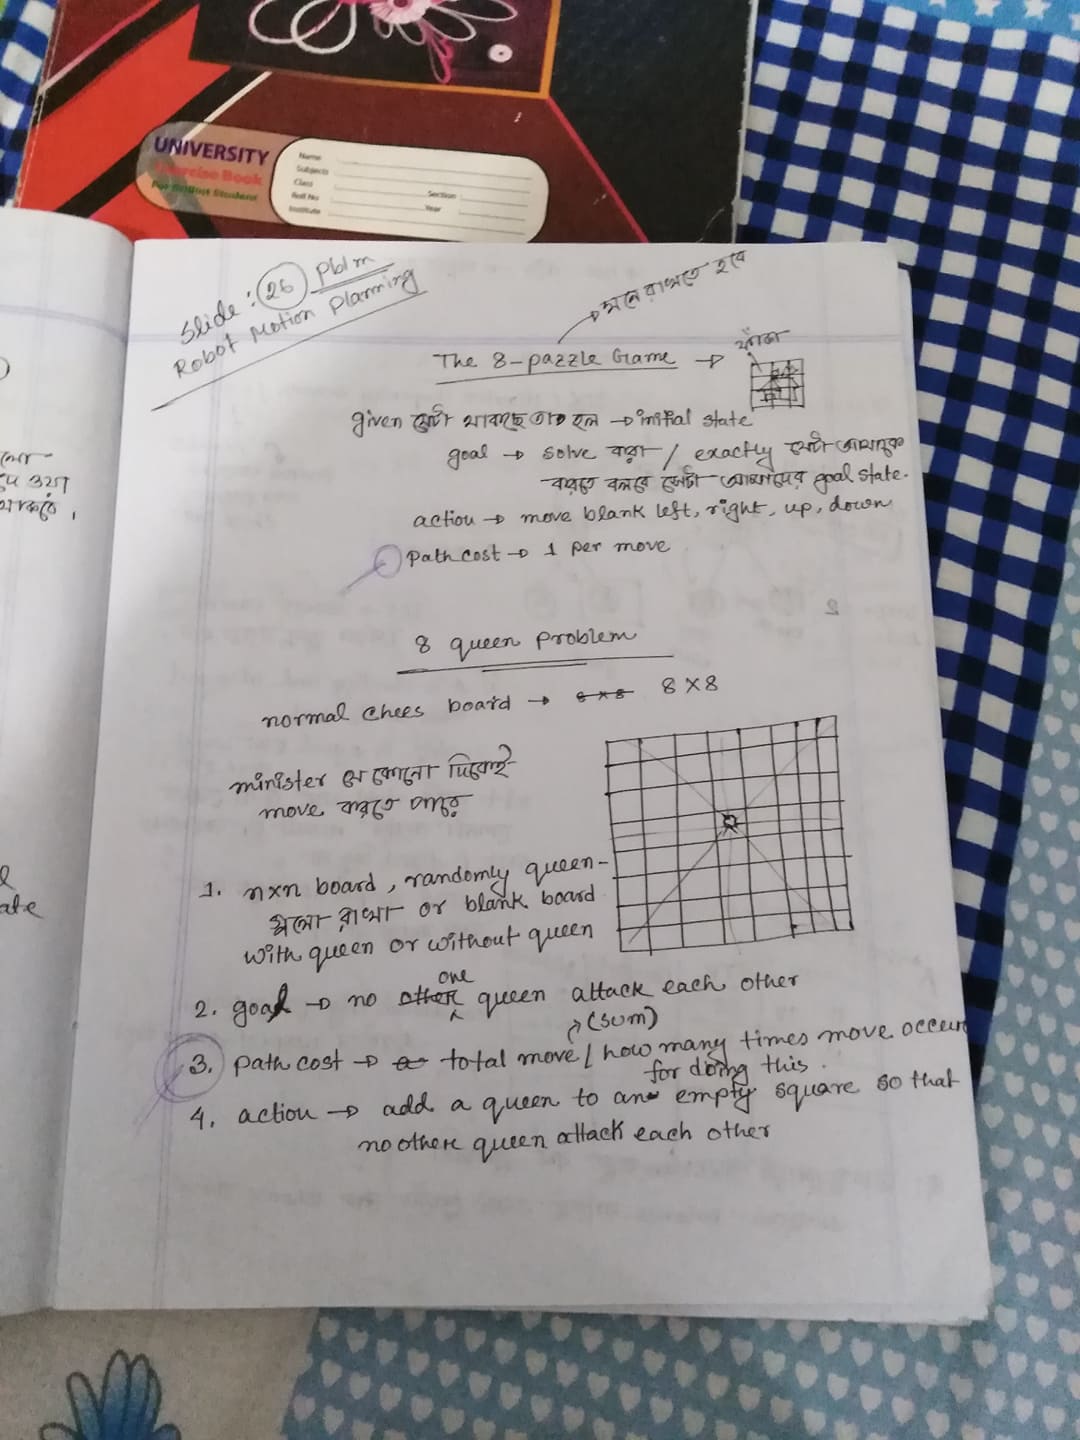 UNIVERSITY
Exercise Book
For Brilliant Student
Name
Subjects
Class
Section
Roll No
Year
Institute
Slide: 26 Pblm
Robot Motion Planning
মনে রাখতে হবে
The 8-pazzle Game →
ফাঁকা
given যেটা থাকছে তা হল → initial state
goal → solve করা / exactly যেটা আমাকে
করতে বলবে সেটা আমাদের goal state.
action → move blank left, right, up, down
Path cost → 1 per move
8 queen Problem
normal chees board → 8 x 8 8 X 8
minister যে কোনো দিকেই
move করতে পারে
1. nxn board, randomly queen-
গুলো রাখা or blank board
with queen or without queen
one
2. goal → no other queen attack each other
(sum)
3. path cost → total move / how many times move occur
for doing this.
4. action → add a queen to an empty square so that
no othere queen attack each other
ate